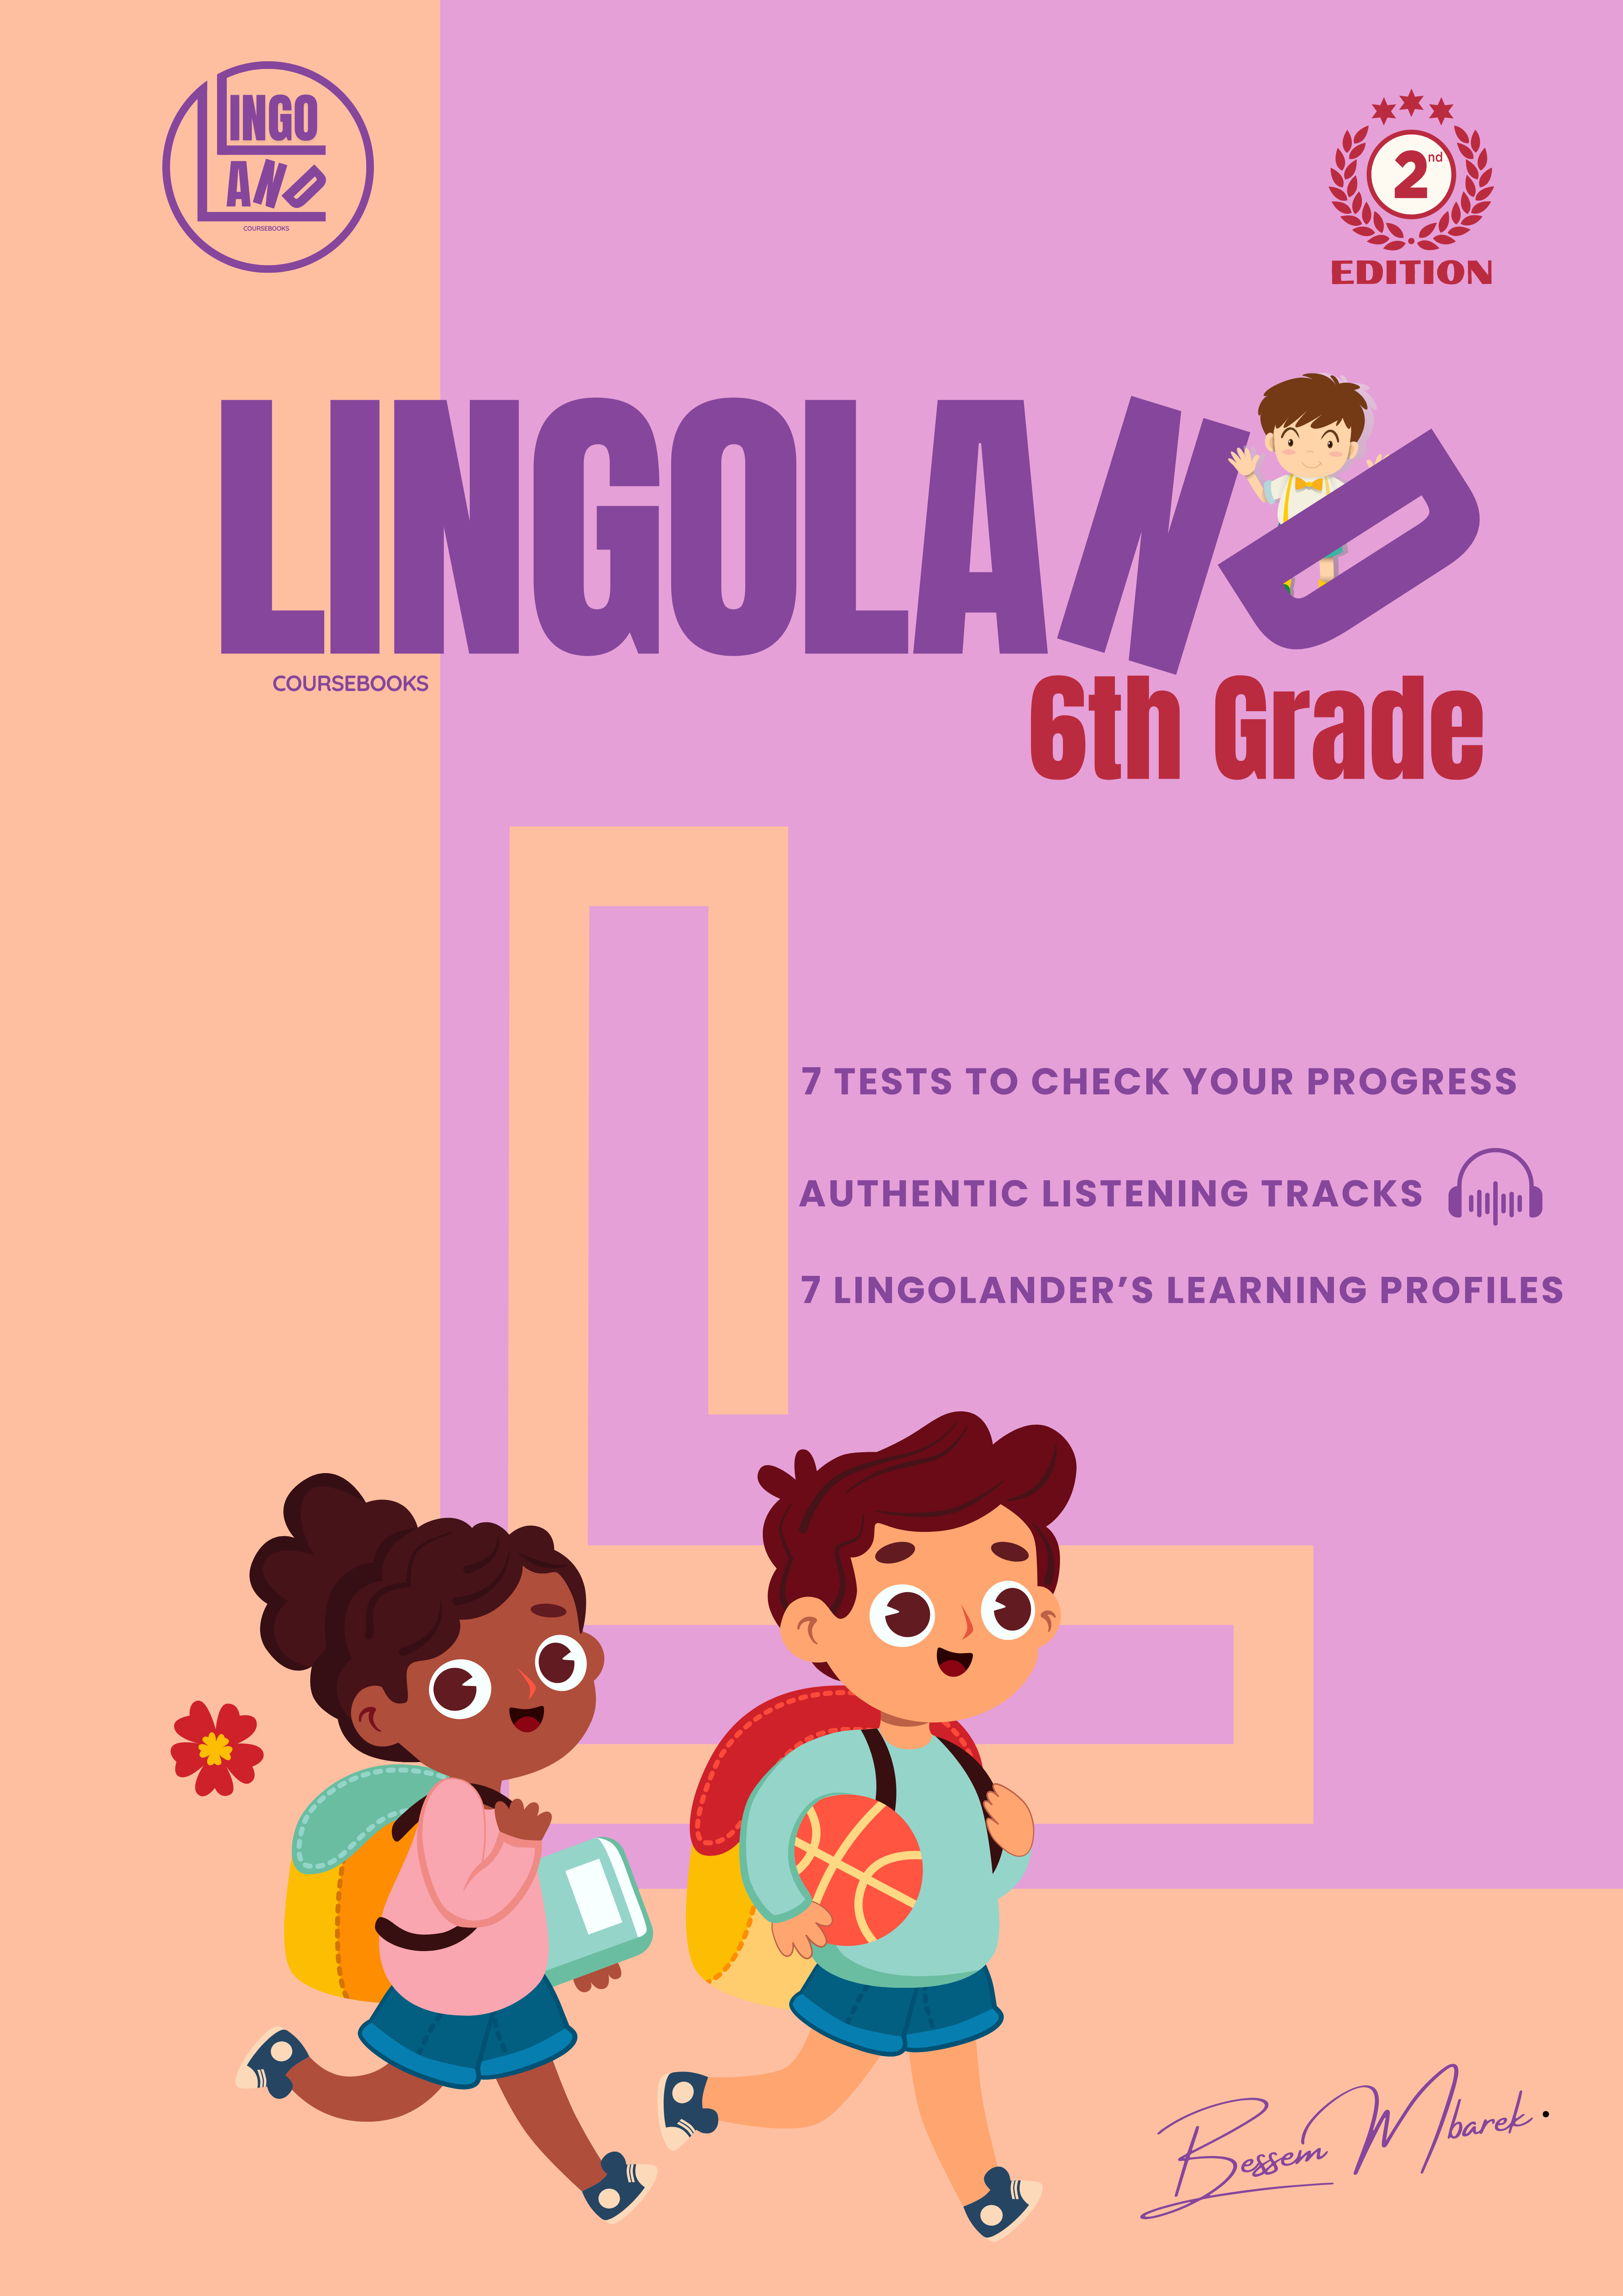 LINGO
LAND
COURSEBOOKS
2nd
EDITION
LINGOLAND
COURSEBOOKS
6th Grade
7 TESTS TO CHECK YOUR PROGRESS
AUTHENTIC LISTENING TRACKS
7 LINGOLANDER’S LEARNING PROFILES
Bessem Mbarek